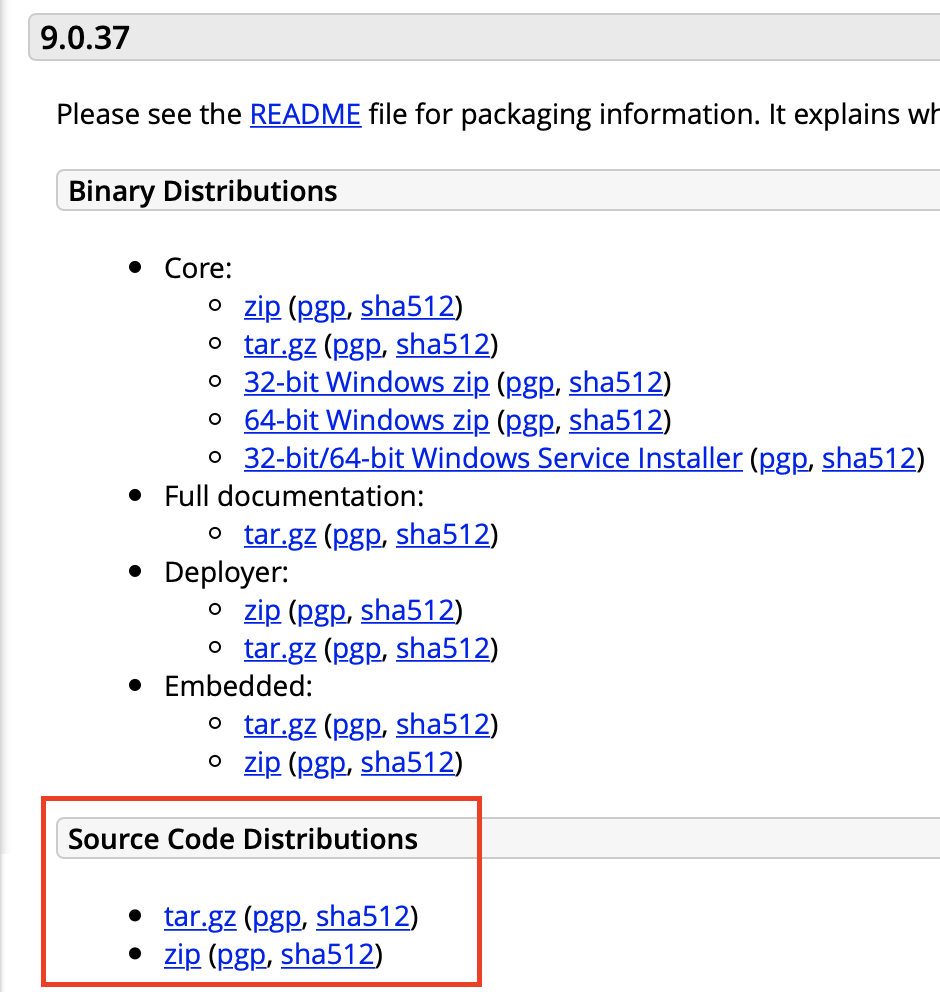 9.0.37
Please see the README file for packaging information. It explains wh
Binary Distributions
Core:
zip (pgp, sha512)
tar.gz (pgp, sha512)
32-bit Windows zip (pgp, sha512)
64-bit Windows zip (pgp, sha512)
32-bit/64-bit Windows Service Installer (pgp, sha512)
Full documentation:
tar.gz (pgp, sha512)
Deployer:
zip (pgp, sha512)
tar.gz (pgp, sha512)
Embedded:
tar.gz (pgp, sha512)
zip (pgp, sha512)
Source Code Distributions
tar.gz (pgp, sha512)
zip (pgp, sha512)